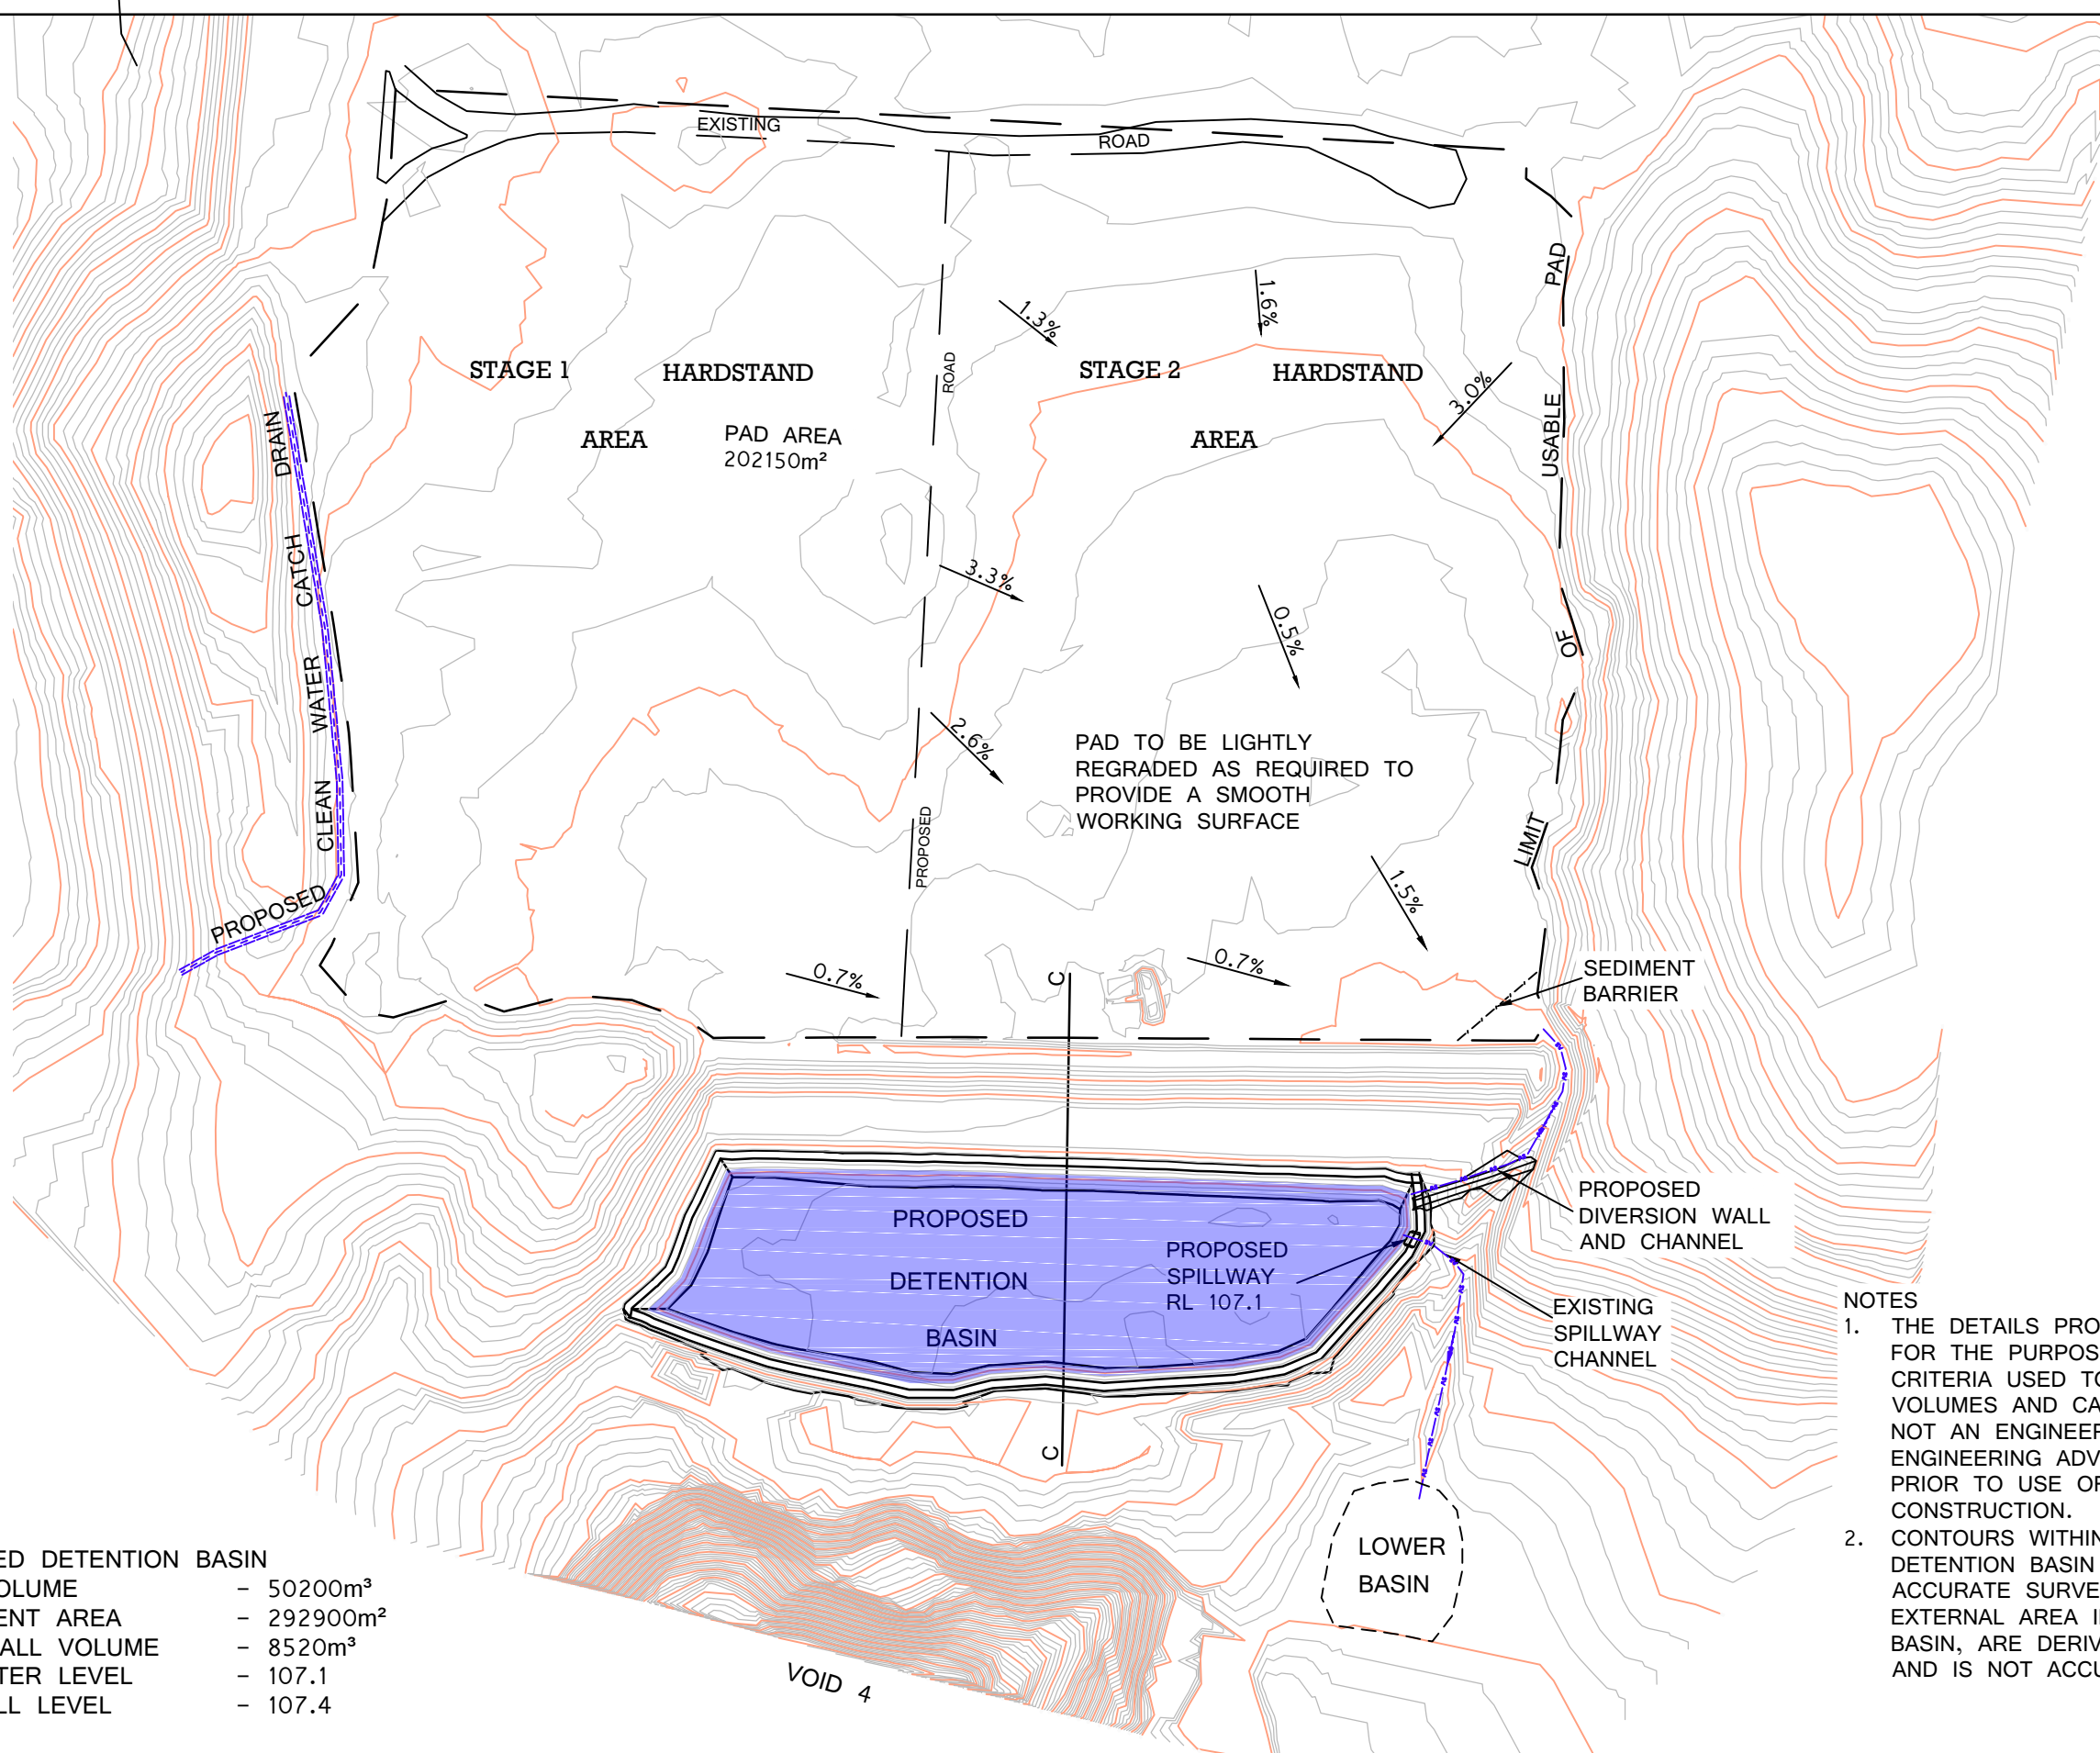 EXISTING
ROAD
PAD
USABLE
OF
LIMIT
1.3%
1.6%
3.0%
ROAD
STAGE 1 HARDSTAND
AREA
STAGE 2 HARDSTAND
AREA
PAD AREA
202150m²
DRAIN
CATCH
WATER
CLEAN
PROPOSED
3.3%
0.5%
2.6%
PAD TO BE LIGHTLY
REGRADED AS REQUIRED TO
PROVIDE A SMOOTH
WORKING SURFACE
PROPOSED
1.5%
0.7%
0.7%
C
SEDIMENT
BARRIER
PROPOSED
DIVERSION WALL
AND CHANNEL
PROPOSED
DETENTION
BASIN
PROPOSED
SPILLWAY
RL 107.1
EXISTING
SPILLWAY
CHANNEL
C
LOWER
BASIN
VOID 4
ED DETENTION BASIN
OLUME - 50200m³
ENT AREA - 292900m²
ALL VOLUME - 8520m³
TER LEVEL - 107.1
LL LEVEL - 107.4
NOTES
1. THE DETAILS PRO
FOR THE PURPOS
CRITERIA USED TO
VOLUMES AND CA
NOT AN ENGINEER
ENGINEERING ADV
PRIOR TO USE OF
CONSTRUCTION.
2. CONTOURS WITHIN
DETENTION BASIN
ACCURATE SURVE
EXTERNAL AREA I
BASIN, ARE DERIV
AND IS NOT ACCU